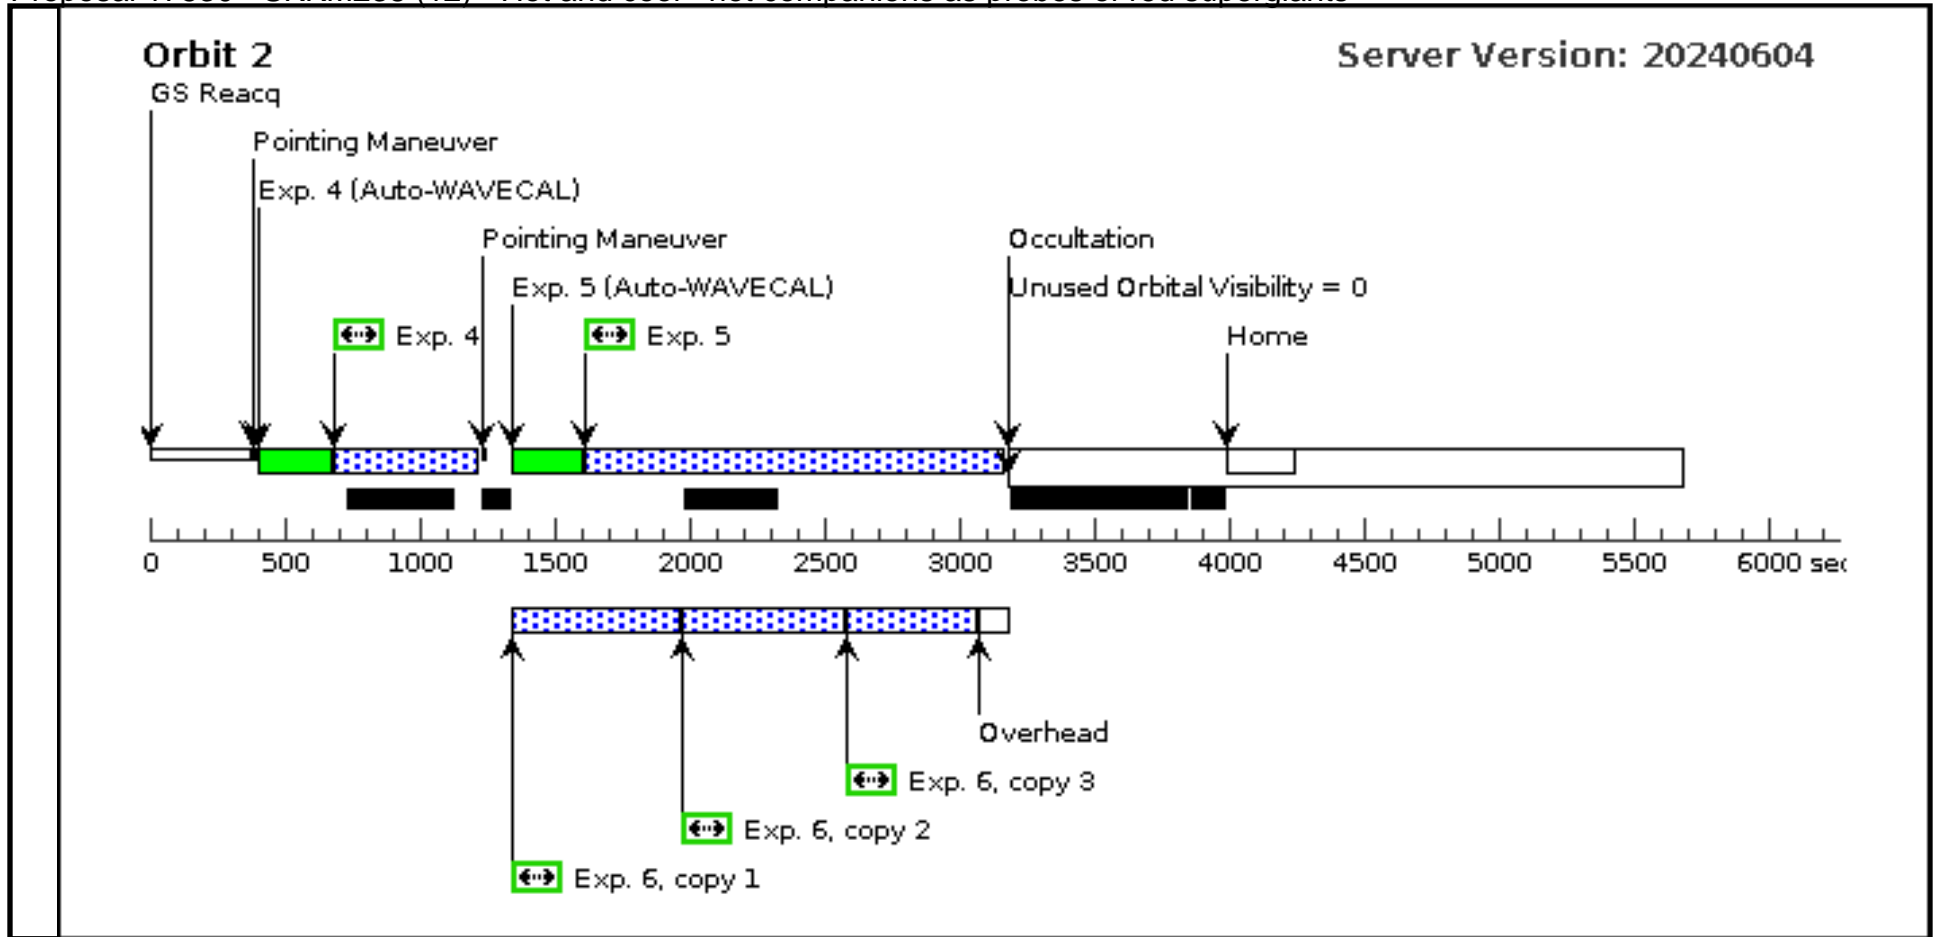 Orbit 2
Server Version: 20240604
GS Reacq
Pointing Maneuver
Exp. 4 (Auto-WAVECAL)
Pointing Maneuver
Occultation
Exp. 5 (Auto-WAVECAL)
Unused Orbital Visibility = 0
Exp. 4
Exp. 5
Home
0 500 1000 1500 2000 2500 3000 3500 4000 4500 5000 5500 6000 sec
Overhead
Exp. 6, copy 3
Exp. 6, copy 2
Exp. 6, copy 1